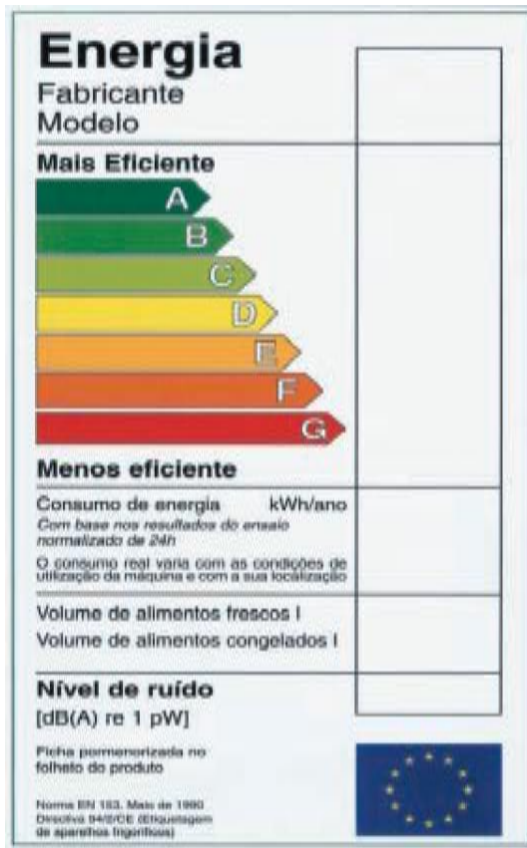 Energia
Fabricante
Modelo
Mais Eficiente
A
B
C
D
E
F
G
Menos eficiente
Consumo de energia kWh/ano
Com base nos resultados do ensaio
normalizado de 24h
O consumo real varia com as condições de
utilização da máquina e com a sua localização
Volume de alimentos frescos l
Volume de alimentos congelados l
Nível de ruído
[dB(A) re 1 pW]
Ficha pormenorizada no
folheto do produto
Norma EN 153, Maio de 1990
Directiva 94/2/CE (Etiquetagem
de aparelhos frigoríficos)